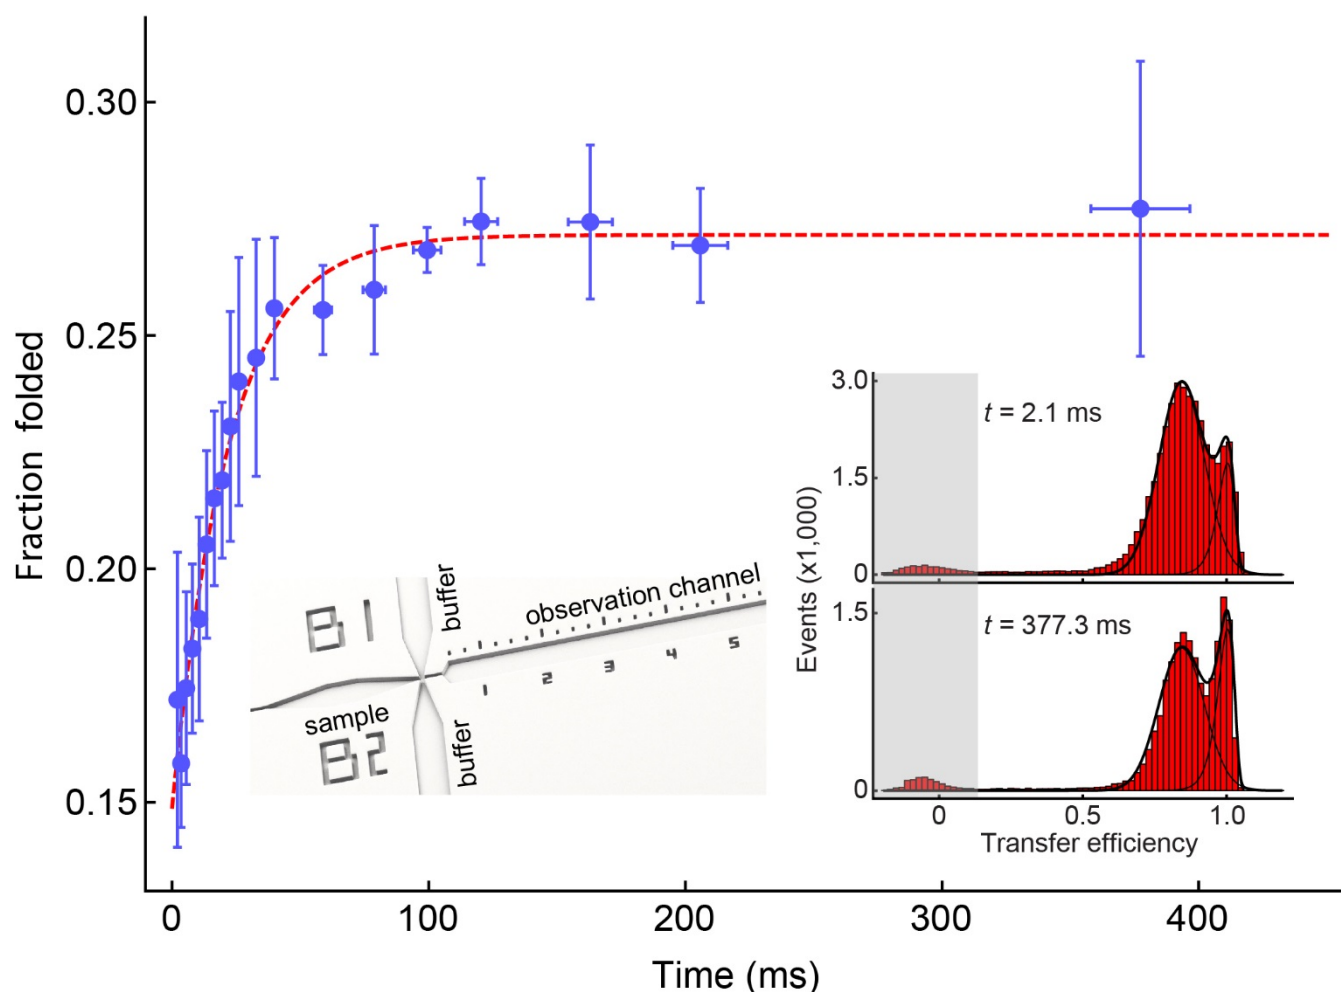 Fraction folded
0.30
0.25
0.20
0.15
0
100
200
300
400
Time (ms)
B1
buffer
observation channel
1 2 3 4 5
sample
B2
buffer
Events (x1,000)
3.0
1.5
0
t = 2.1 ms
1.5
0
t = 377.3 ms
0 0.5 1.0
Transfer efficiency